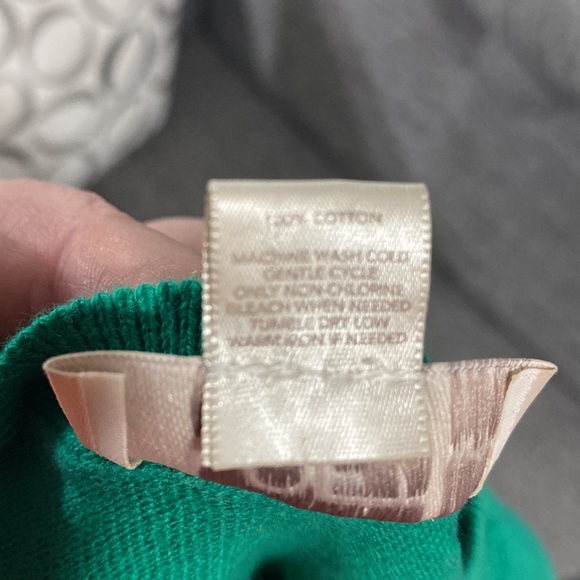 100% COTTON
MACHINE WASH COLD
GENTLE CYCLE
ONLY NON-CHLORINE
BLEACH WHEN NEEDED
TUMBLE DRY LOW
WARM IRON IF NEEDED